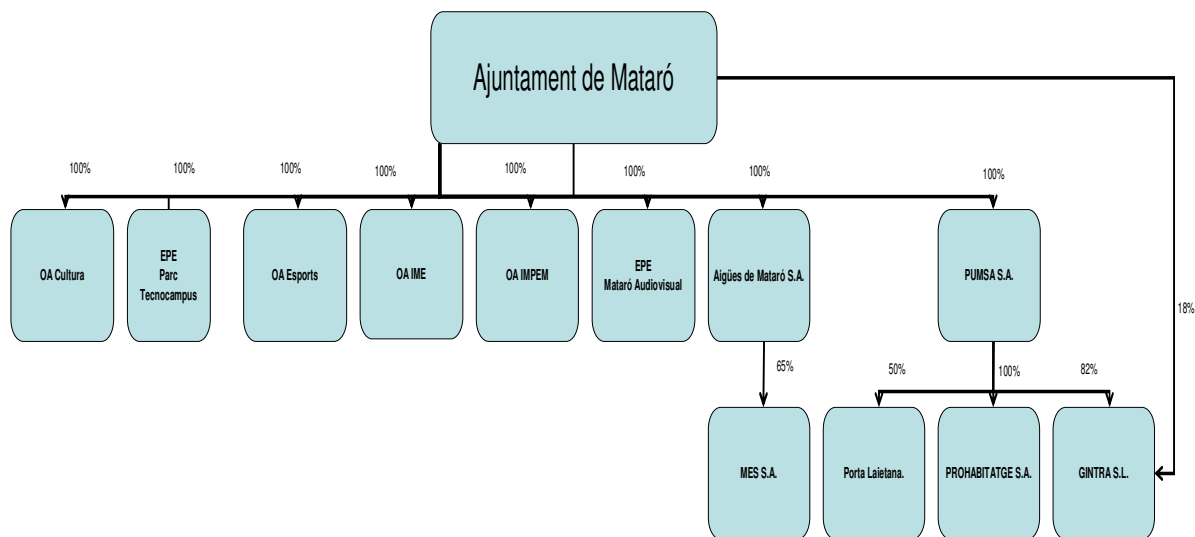 Ajuntament de Mataró
100%
100%
100%
100%
100%
100%
100%
100%
OA Cultura
EPE
Parc
Tecnocampus
OA Esports
OA IME
OA IMPEM
EPE
Mataró Audiovisual
Aigües de Mataró S.A.
PUMSA S.A.
18%
65%
50%
100%
82%
MES S.A.
Porta Laietana.
PROHABITATGE S.A.
GINTRA S.L.